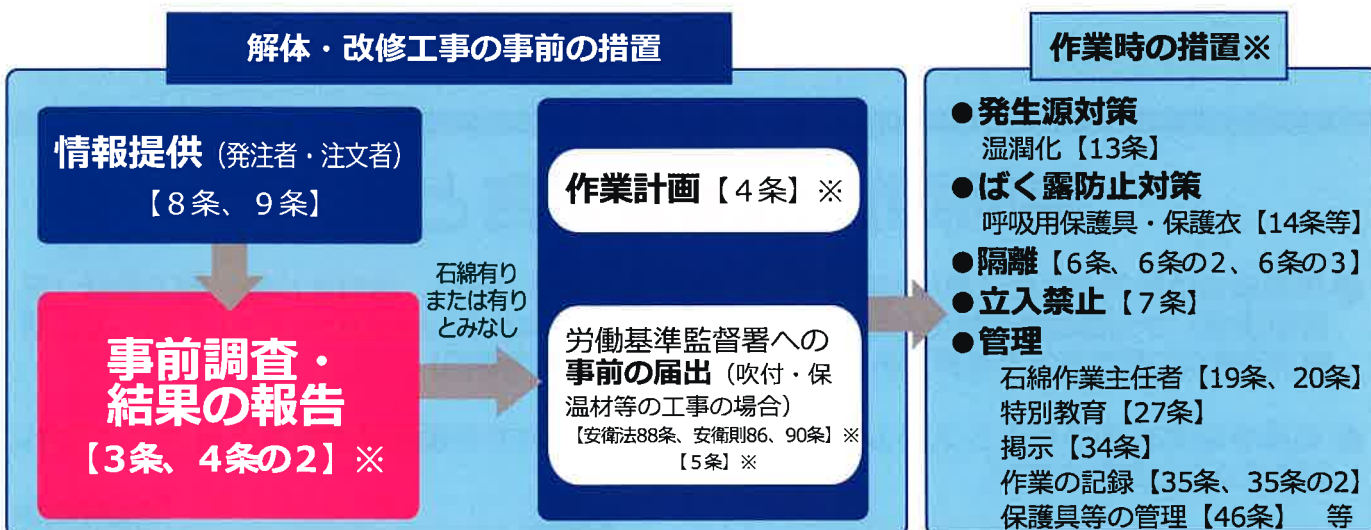 解体・改修工事の事前の措置
情報提供（発注者・注文者）
【８条、９条】
事前調査・
結果の報告
【３条、４条の2】※
石綿有り
または有り
とみなし
作業計画【４条】※
労働基準監督署への
事前の届出（吹付・保
温材等の工事の場合）
【安衛法88条、安衛則86、90条】※
【５条】※
作業時の措置※
●発生源対策
湿潤化【13条】
●ばく露防止対策
呼吸用保護具・保護衣【14条等】
●隔離【6条、6条の2、6条の3】
●立入禁止【7条】
●管理
石綿作業主任者【19条、20条】
特別教育【27条】
掲示【34条】
作業の記録【35条、35条の2】
保護具等の管理【46条】　等